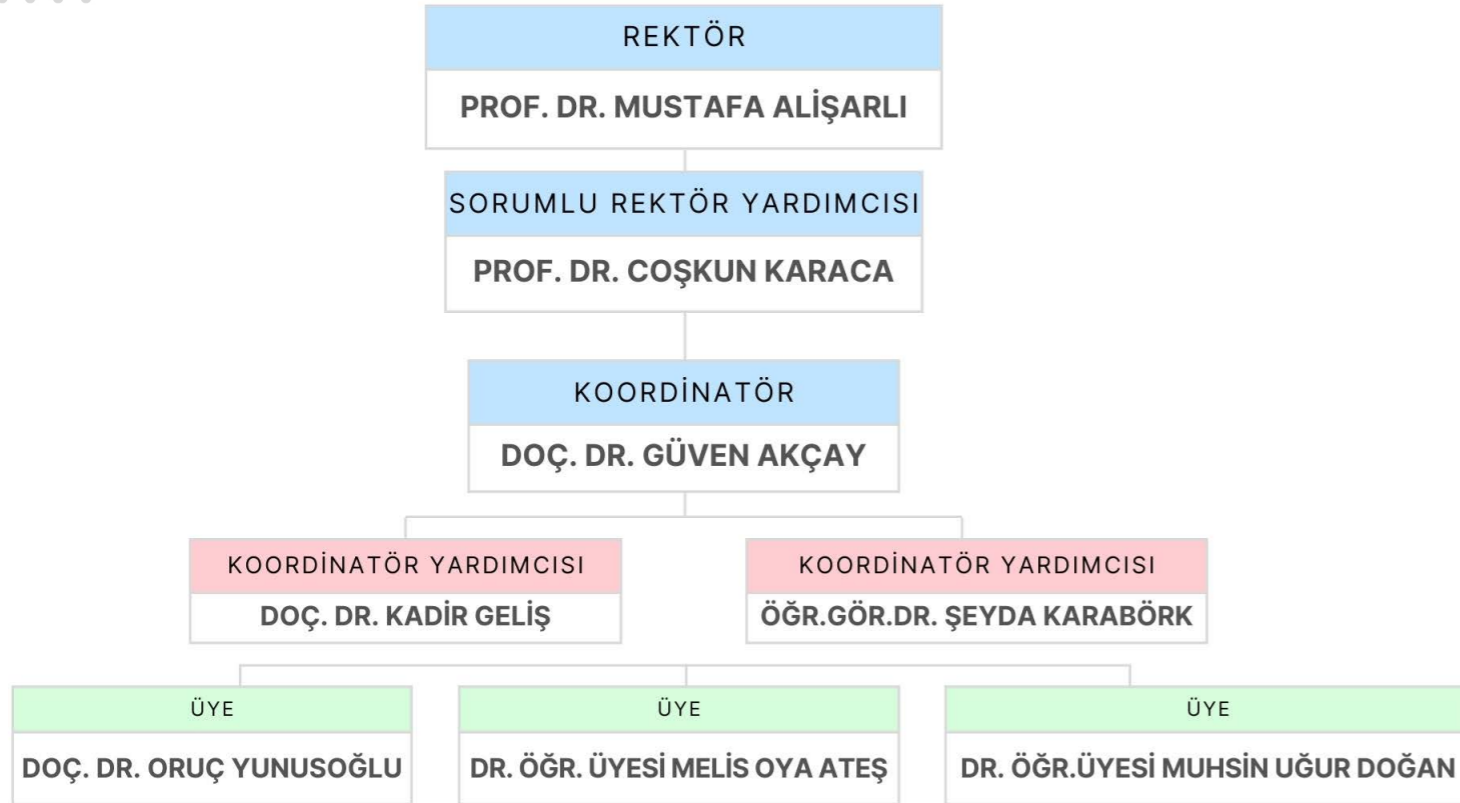 REKTÖR
PROF. DR. MUSTAFA ALİŞARLI
SORUMLU REKTÖR YARDIMCISI
PROF. DR. COŞKUN KARACA
KOORDİNATÖR
DOÇ. DR. GÜVEN AKÇAY
KOORDİNATÖR YARDIMCISI
DOÇ. DR. KADİR GELİŞ
KOORDİNATÖR YARDIMCISI
ÖĞR.GÖR.DR. ŞEYDA KARABÖRK
ÜYE
DOÇ. DR. ORUÇ YUNUSOĞLU
ÜYE
DR. ÖĞR. ÜYESİ MELİS OYA ATEŞ
ÜYE
DR. ÖĞR.ÜYESİ MUHSİN UĞUR DOĞAN